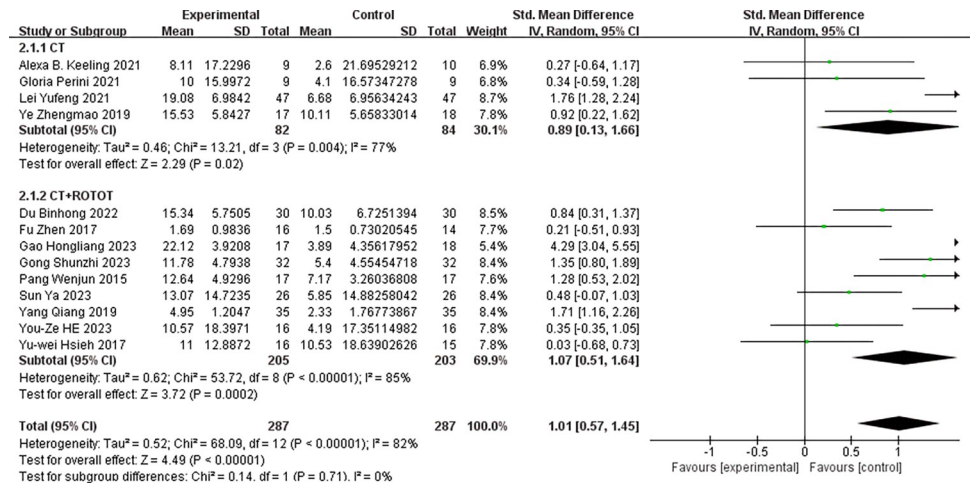 Experimental Control Std. Mean Difference Std. Mean Difference
Study or Subgroup Mean SD Total Mean SD Total Weight IV, Random, 95% CI IV, Random, 95% CI
2.1.1 CT
Alexa B. Keeling 2021 8.11 17.2296 9 2.6 21.69529212 10 6.9% 0.27 [-0.64, 1.17]
Gloria Perini 2021 10 15.9972 9 4.1 16.57347278 9 6.8% 0.34 [-0.59, 1.28]
Lei Yufeng 2021 19.08 6.9842 47 6.68 6.95634243 47 8.7% 1.76 [1.28, 2.24]
Ye Zhengmao 2019 15.53 5.8427 17 10.11 5.65833014 18 7.8% 0.92 [0.22, 1.62]
Subtotal (95% CI) 82 84 30.1% 0.89 [0.13, 1.66]
Heterogeneity: Tau² = 0.46; Chi² = 13.21, df = 3 (P = 0.004); I² = 77%
Test for overall effect: Z = 2.29 (P = 0.02)
2.1.2 CT+ROTOT
Du Binhong 2022 15.34 5.7505 30 10.03 6.7251394 30 8.5% 0.84 [0.31, 1.37]
Fu Zhen 2017 1.69 0.9836 16 1.5 0.73020545 14 7.7% 0.21 [-0.51, 0.93]
Gao Hongliang 2023 22.12 3.9208 17 3.89 4.35617952 18 5.4% 4.29 [3.04, 5.55]
Gong Shunzhi 2023 11.78 4.7938 32 5.4 4.55454718 32 8.4% 1.35 [0.80, 1.89]
Pang Wenjun 2015 12.64 4.9296 17 7.17 3.26036808 17 7.6% 1.28 [0.53, 2.02]
Sun Ya 2023 13.07 14.7235 26 5.85 14.88258042 26 8.4% 0.48 [-0.07, 1.03]
Yang Qiang 2019 4.95 1.2047 35 2.33 1.76773867 35 8.4% 1.71 [1.16, 2.26]
You-Ze HE 2023 10.57 18.3971 16 4.19 17.35114982 16 7.8% 0.35 [-0.35, 1.05]
Yu-wei Hsieh 2017 11 12.8872 16 10.53 18.63902626 15 7.8% 0.03 [-0.68, 0.73]
Subtotal (95% CI) 205 203 69.9% 1.07 [0.51, 1.64]
Heterogeneity: Tau² = 0.62; Chi² = 53.72, df = 8 (P < 0.00001); I² = 85%
Test for overall effect: Z = 3.72 (P = 0.0002)
Total (95% CI) 287 287 100.0% 1.01 [0.57, 1.45]
Heterogeneity: Tau² = 0.52; Chi² = 68.09, df = 12 (P < 0.00001); I² = 82%
Test for overall effect: Z = 4.49 (P < 0.00001)
Test for subgroup differences: Chi² = 0.14, df = 1 (P = 0.71), I² = 0%
-1 -0.5 0 0.5 1
Favours [experimental] Favours [control]